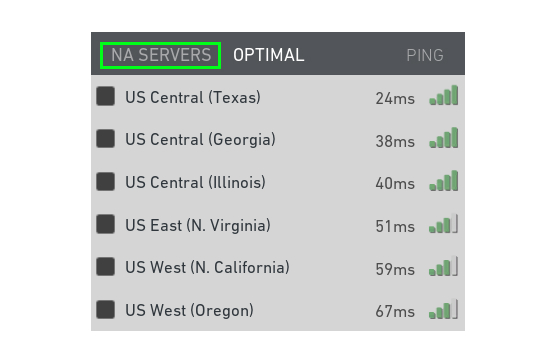 NA SERVERS OPTIMAL PING
US Central (Texas) 24ms
US Central (Georgia) 38ms
US Central (Illinois) 40ms
US East (N. Virginia) 51ms
US West (N. California) 59ms
US West (Oregon) 67ms